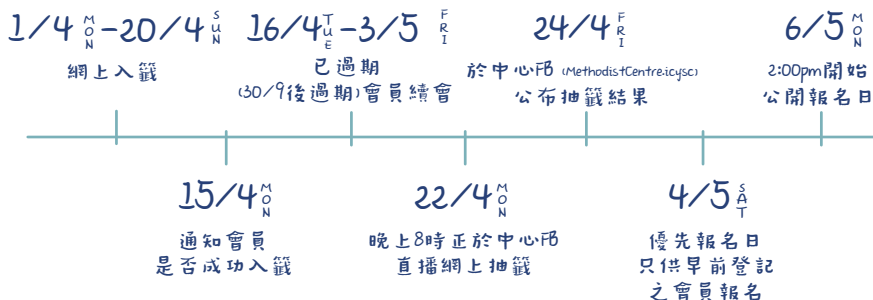 1/4 MON - 20/4 SUN
網上入籤
16/4 TUE - 3/5 FRI
已過期
(30/9後過期)會員續會
24/4 FRI
於中心FB (MethodistCentre.icysc)
公布抽籤結果
6/5 MON
2:00pm開始
公開報名日
15/4 MON
通知會員
是否成功入籤
22/4 MON
晚上8時正於中心FB
直播網上抽籤
4/5 SAT
優先報名日
只供早前登記
之會員報名